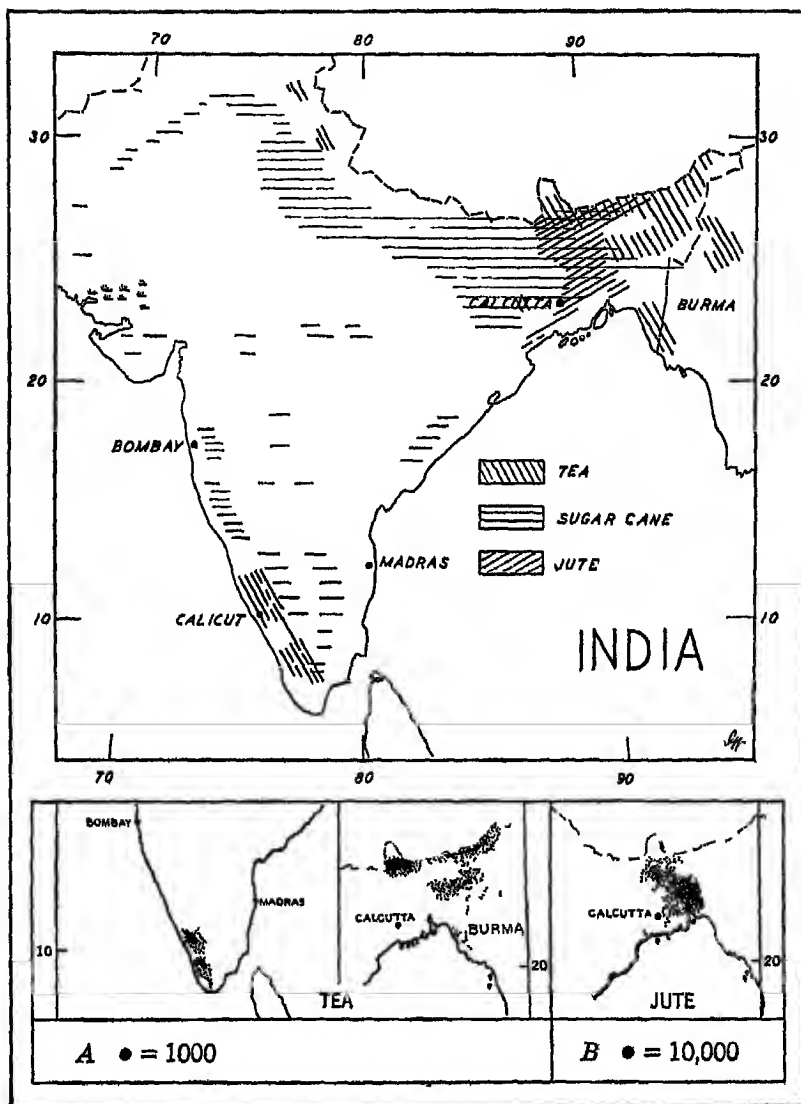 70 80 90
30 30
CALCUTTA BURMA
20 20
BOMBAY
TEA
SUGAR CANE
JUTE
MADRAS
CALICUT
10 10
INDIA
70 80 90
BOMBAY
MADRAS
10
CALCUTTA
BURMA
20
CALCUTTA
20
TEA
JUTE
A ● = 1000
B ● = 10,000